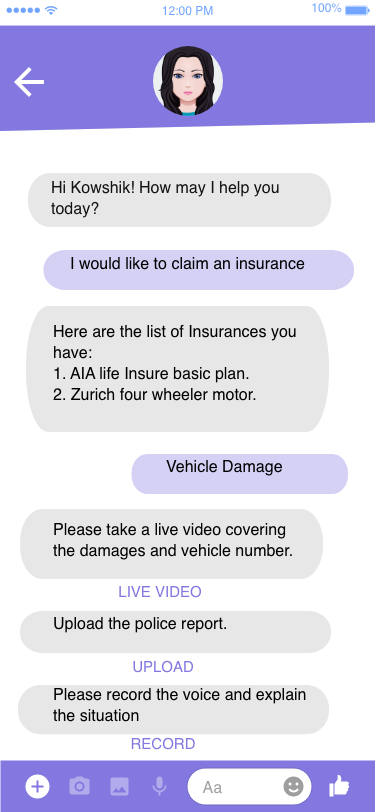 12:00 PM
100%
Hi Kowshik! How may I help you
today?
I would like to claim an insurance
Here are the list of Insurances you
have:
1. AIA life Insure basic plan.
2. Zurich four wheeler motor.
Vehicle Damage
Please take a live video covering
the damages and vehicle number.
LIVE VIDEO
Upload the police report.
UPLOAD
Please record the voice and explain
the situation
RECORD
Aa